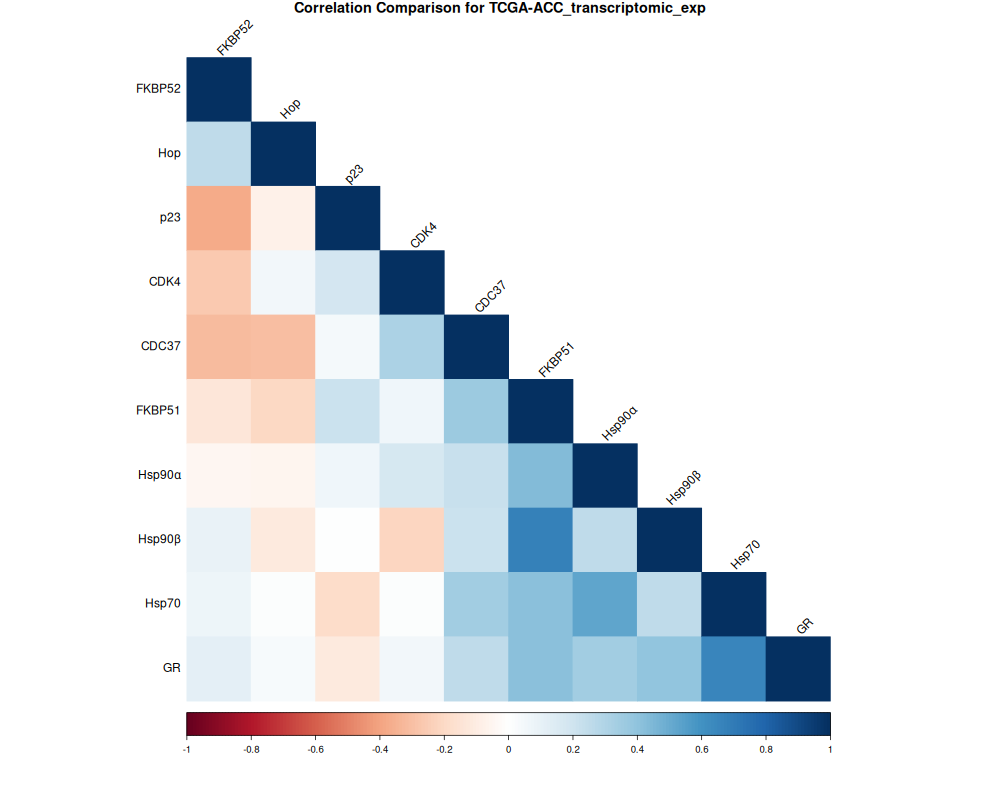 Correlation Comparison for TCGA-ACC_transcriptomic_exp
FKBP52
FKBP52
Hop
Hop
p23
p23
CDK4
CDK4
CDC37
CDC37
FKBP51
FKBP51
Hsp90α
Hsp90α
Hsp90β
Hsp90β
Hsp70
Hsp70
GR
GR
-1 -0.8 -0.6 -0.4 -0.2 0 0.2 0.4 0.6 0.8 1